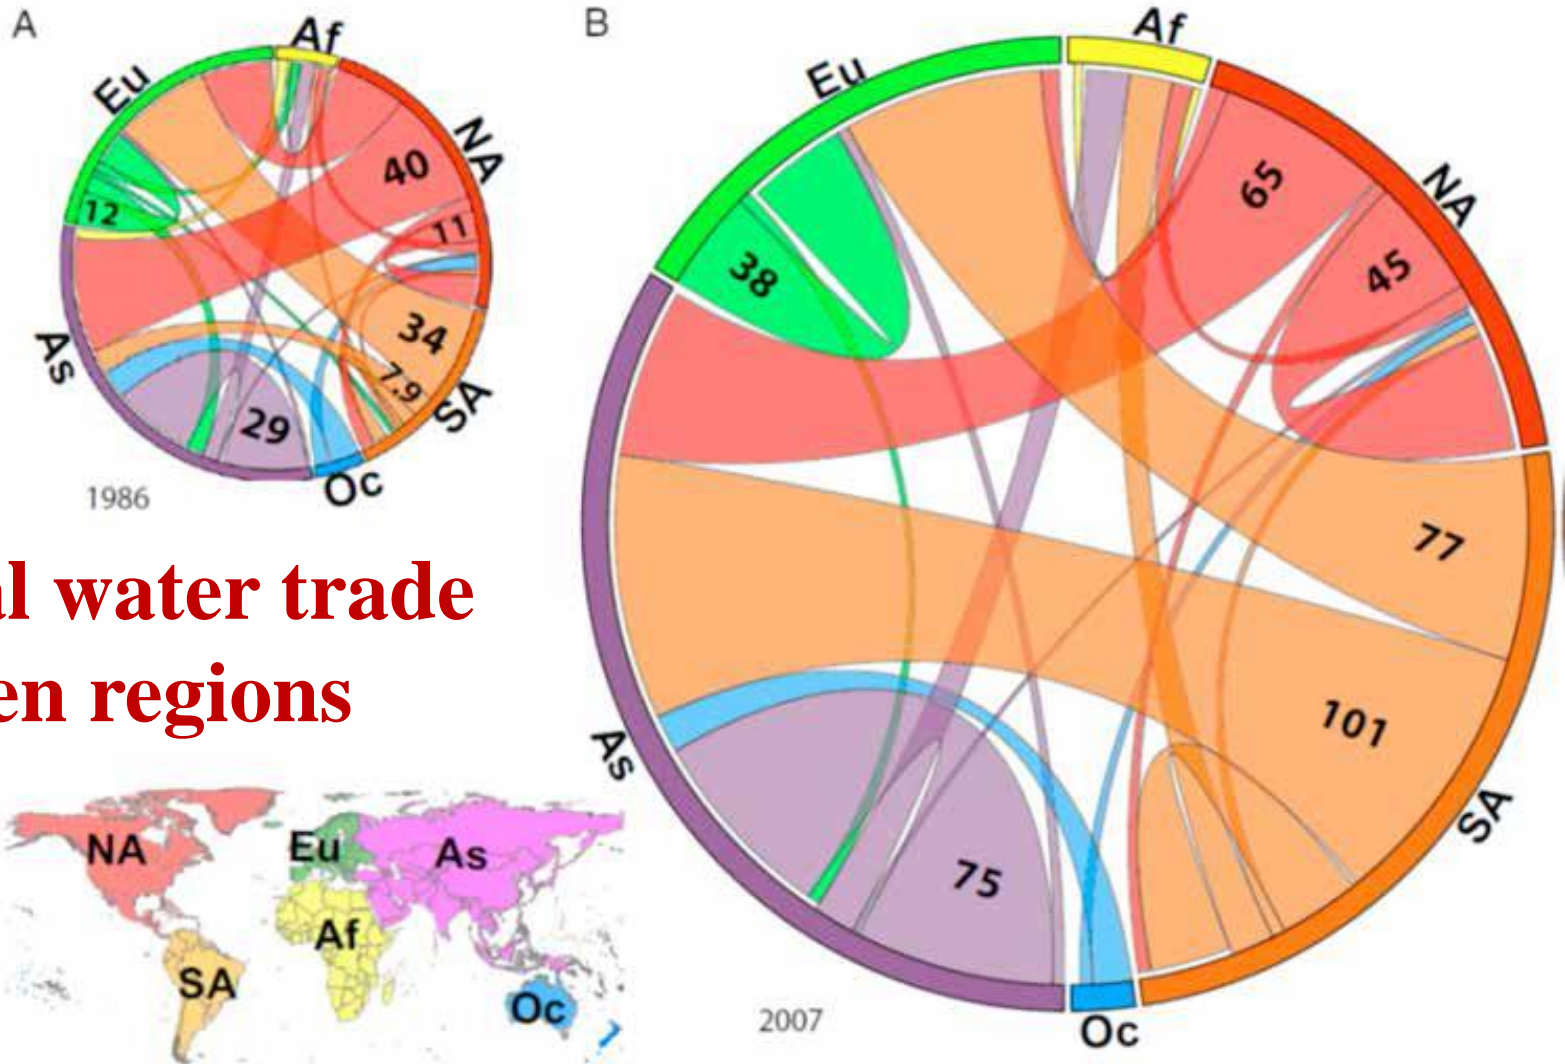 A
Af
Eu
NA
40
11
12
34
7.9
29
As
SA
Oc
1986
B
Af
Eu
NA
65
45
38
77
101
75
As
SA
Oc
2007
al water trade
en regions
NA
Eu
As
Af
SA
Oc